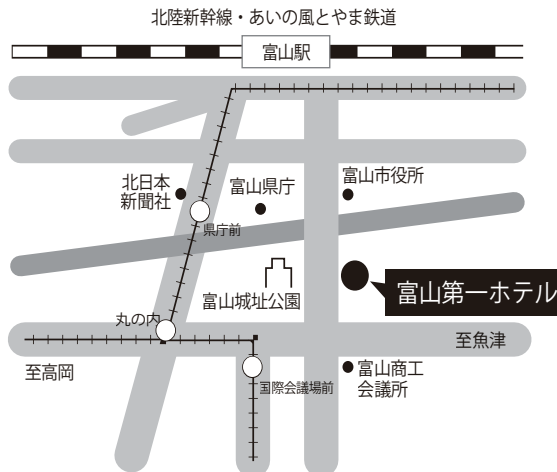 北陸新幹線・あいの風とやま鉄道
富山駅
北日本
新聞社
富山県庁
富山市役所
県庁前
富山城址公園
富山第一ホテル
丸の内
至魚津
至高岡
国際会議場前
富山商工
会議所